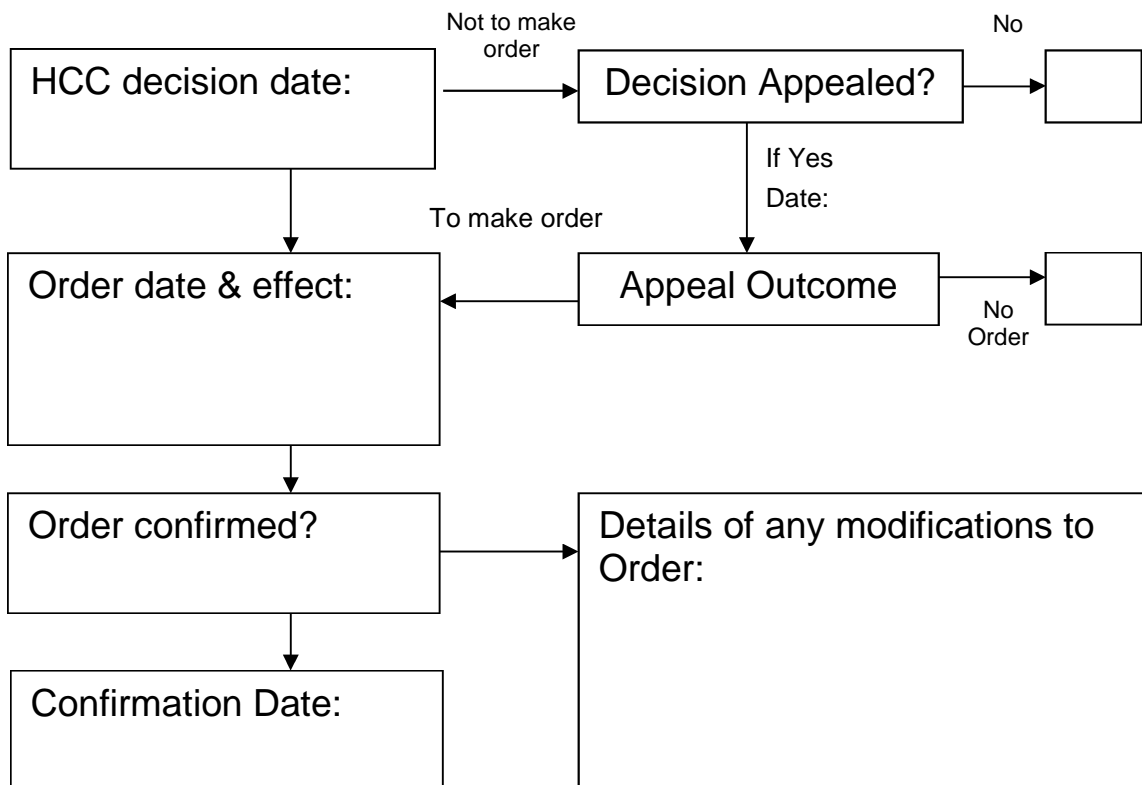 Not to make
order
No
HCC decision date:
Decision Appealed?
If Yes
Date:
To make order
Order date & effect:
Appeal Outcome
No
Order
Order confirmed?
Details of any modifications to
Order:
Confirmation Date: